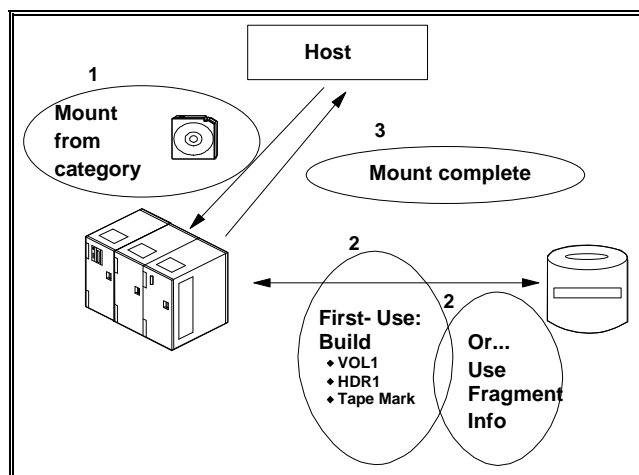 Host
1
Mount
from
category
3
Mount complete
2
2
First- Use:
Build
◆ VOL1
◆ HDR1
◆ Tape Mark
Or...
Use
Fragment
Info